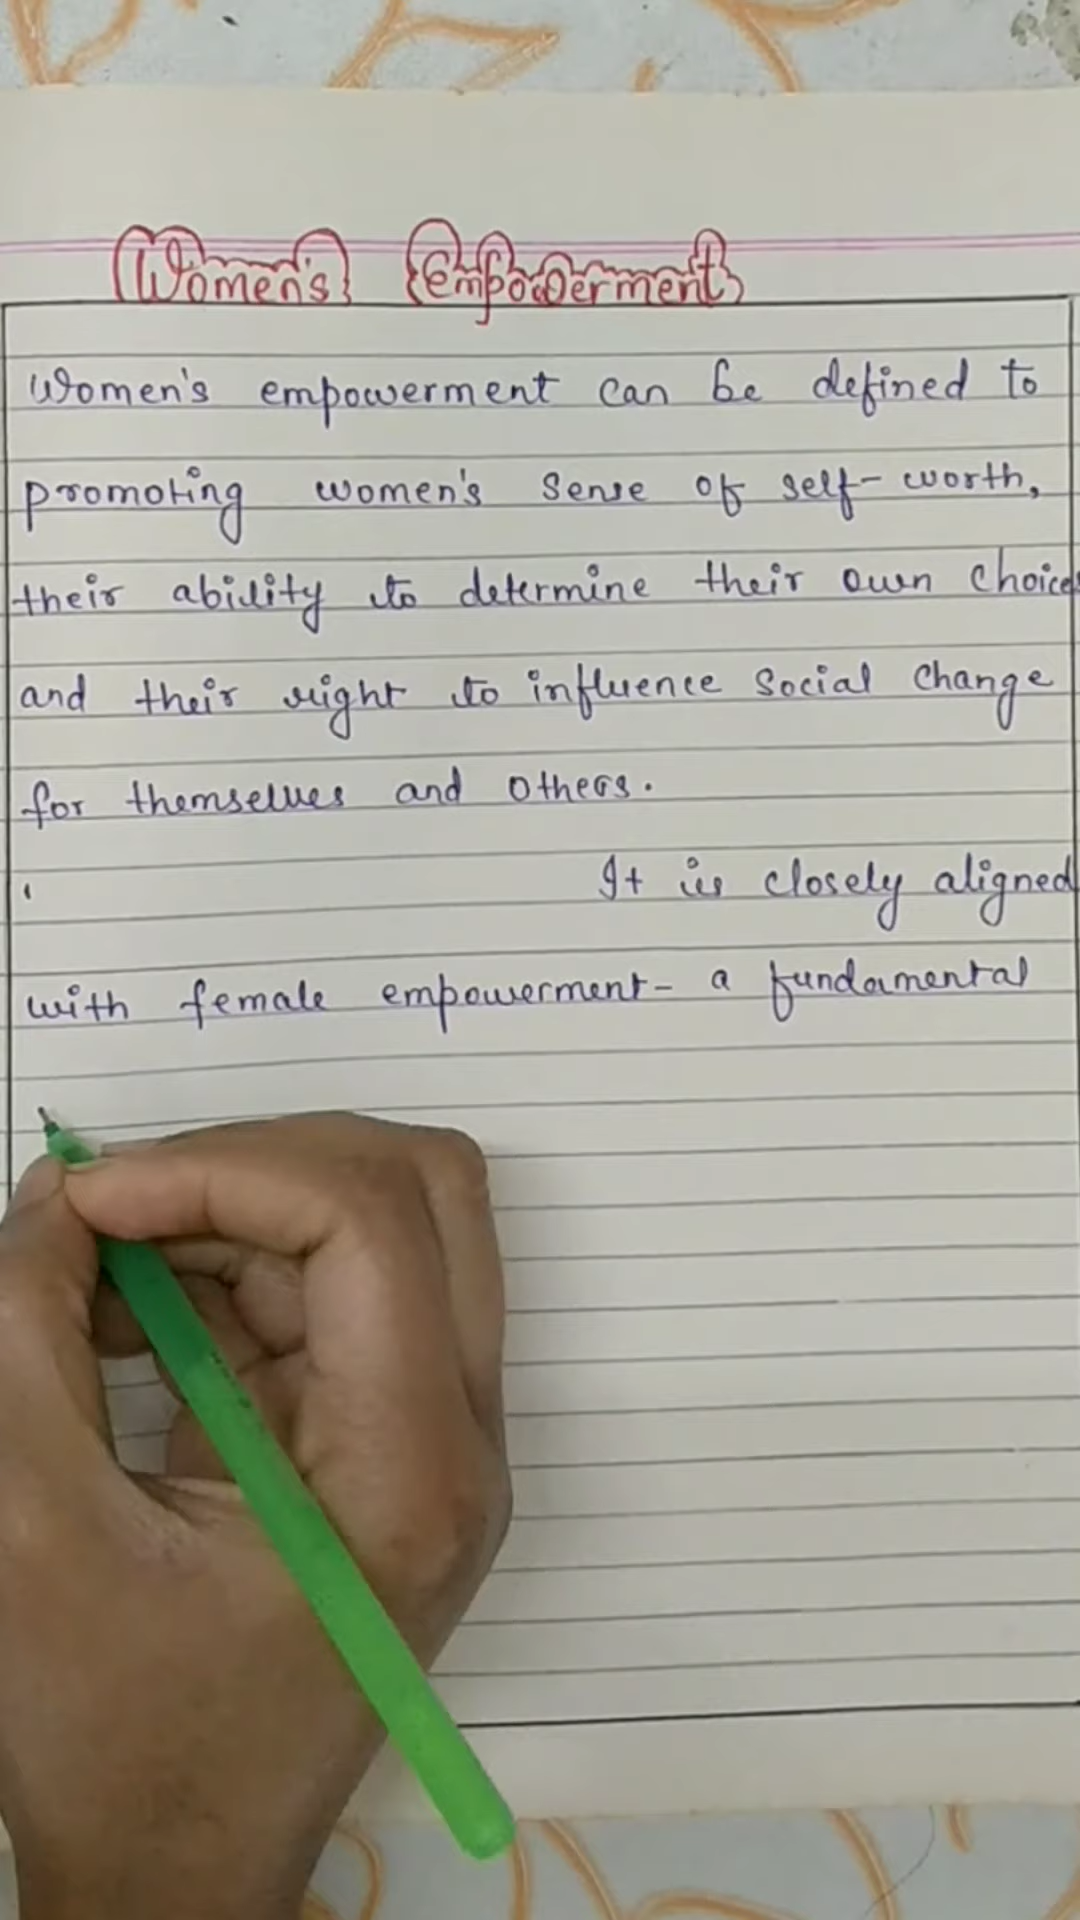 Women's Empowerment
Women's empowerment can be defined to
promoting women's sense of self-worth,
their ability to determine their own choices
and their right to influence social change
for themselves and others.
It is closely aligned
with female empowerment- a fundamental